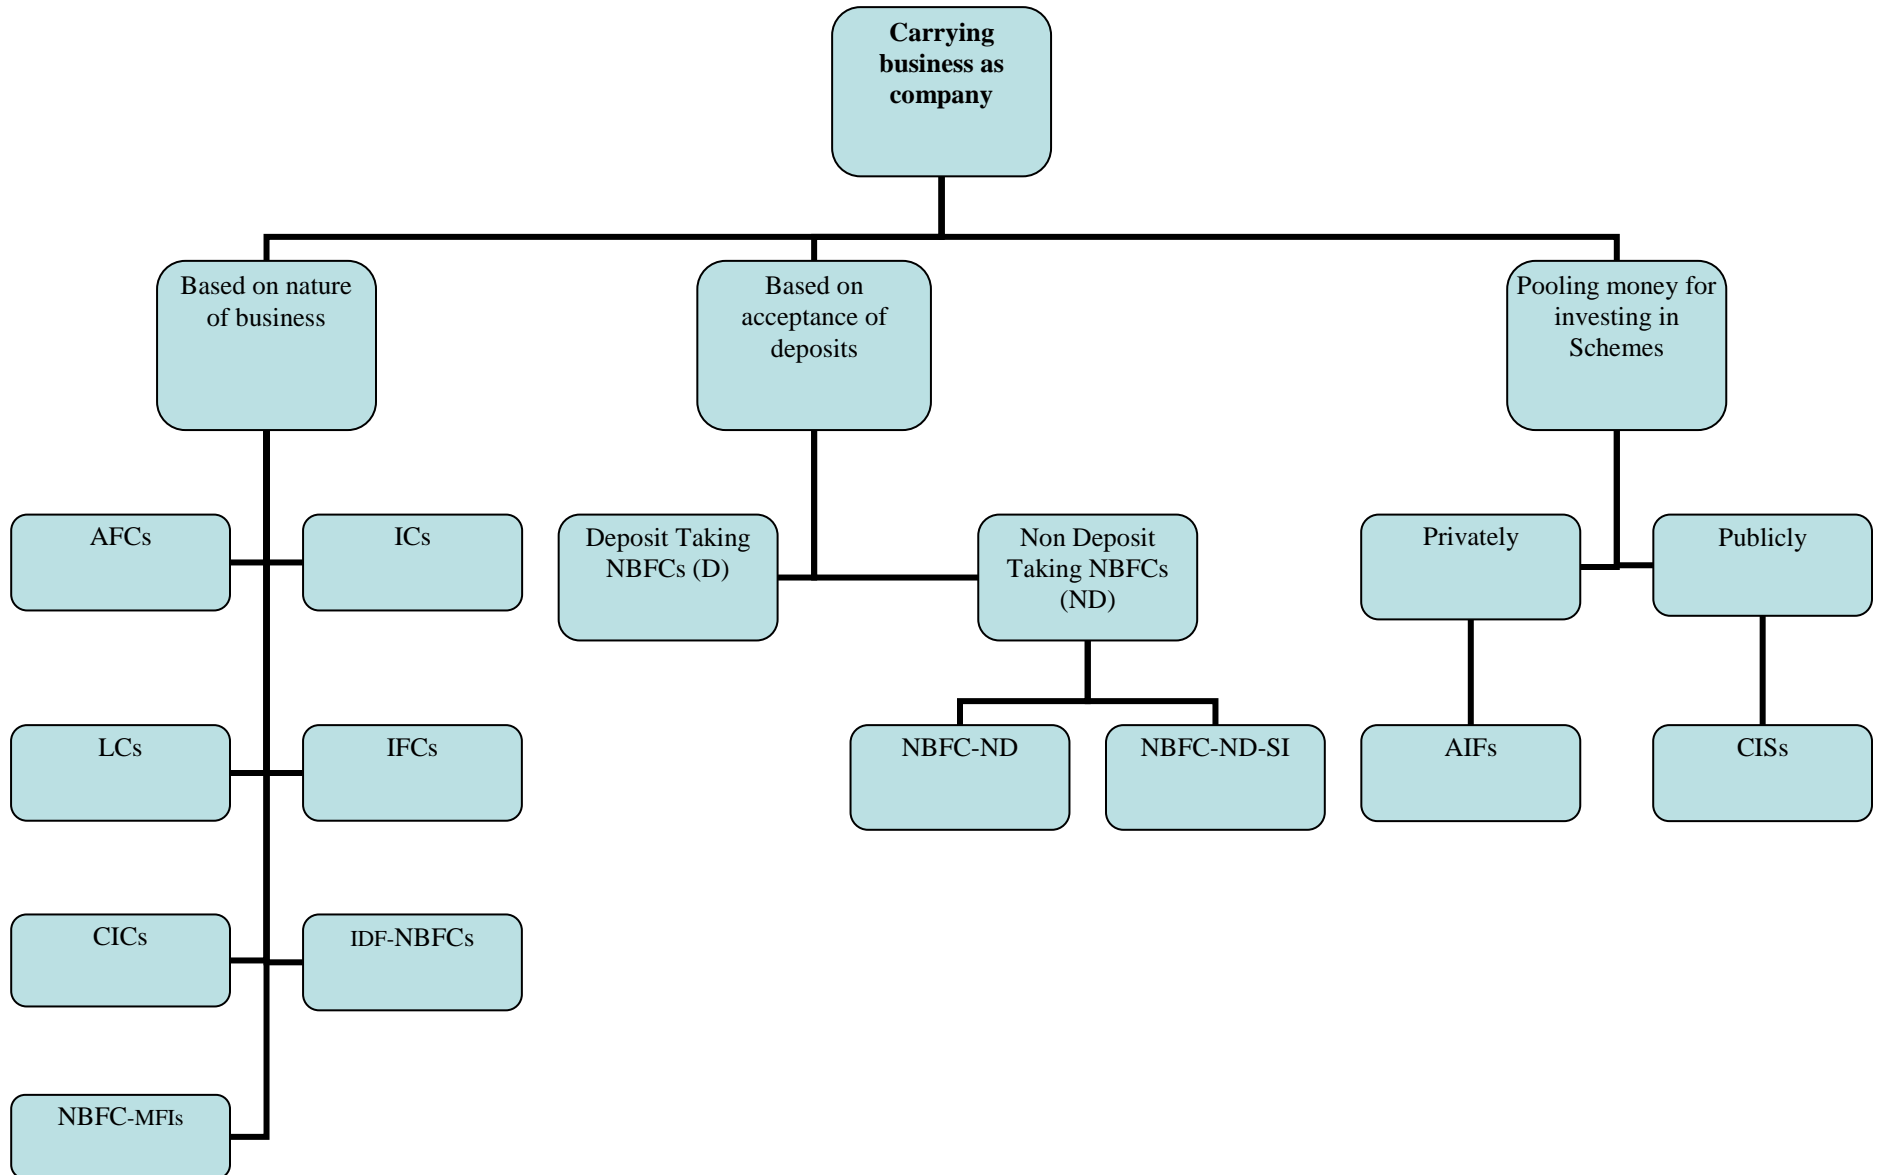 Carrying
business as
company
Based on nature
of business
Based on
acceptance of
deposits
Pooling money for
investing in
Schemes
AFCs
ICs
Deposit Taking
NBFCs (D)
Non Deposit
Taking NBFCs
(ND)
Privately
Publicly
LCs
IFCs
NBFC-ND
NBFC-ND-SI
AIFs
CISs
CICs
IDF-NBFCs
NBFC-MFIs